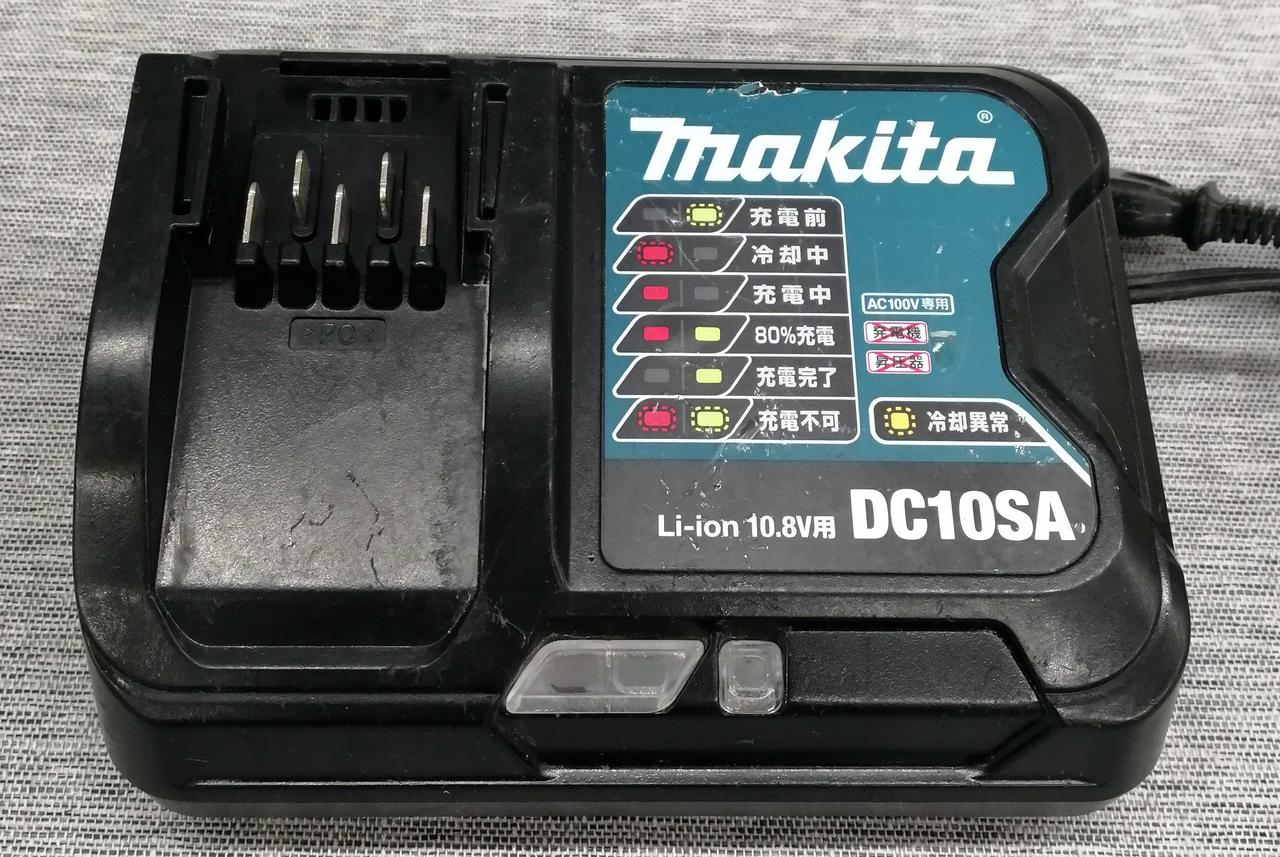 >PC<
makita®
充電前
冷却中
充電中
80%充電
充電完了
充電不可
AC100V専用
発電機
昇圧器
冷却異常
Li-ion 10.8V用 DC10SA